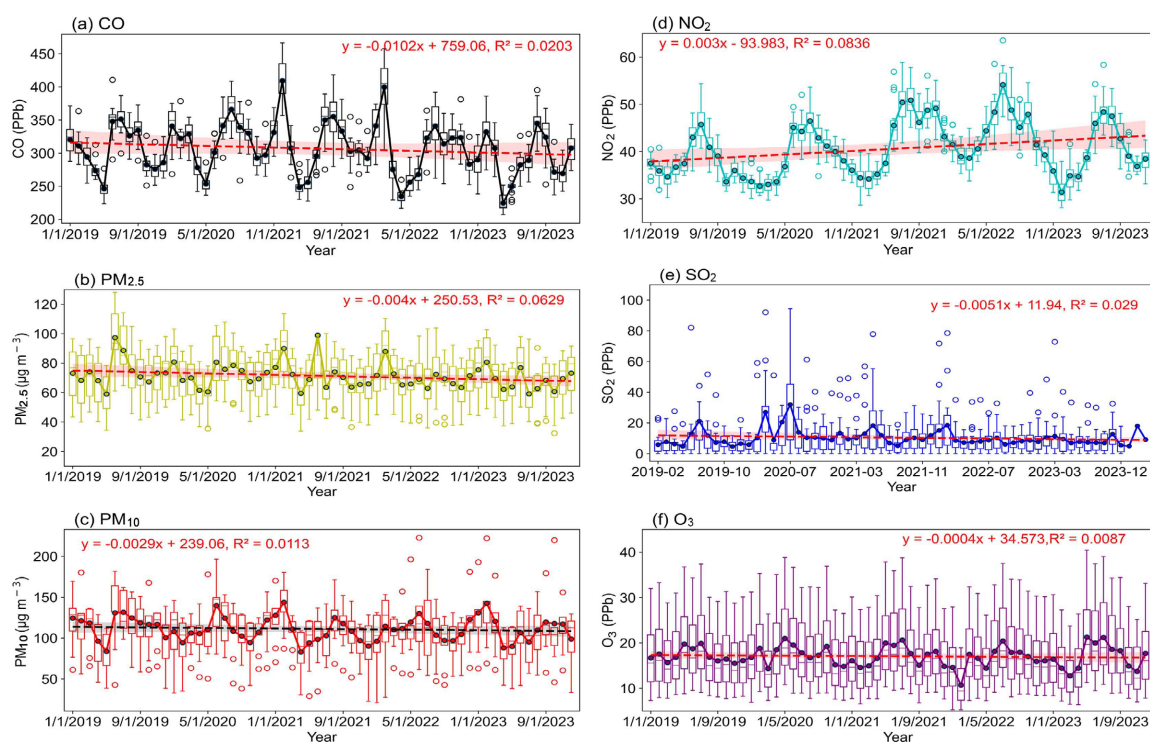 (a) CO
y = -0.0102x + 759.06, R² = 0.0203
CO (PPb)
450
400
350
300
250
200
1/1/2019 9/1/2019 5/1/2020 1/1/2021 9/1/2021 5/1/2022 1/1/2023 9/1/2023
Year
(d) NO₂
y = 0.003x - 93.983, R² = 0.0836
NO₂ (PPb)
60
50
40
30
1/1/2019 9/1/2019 5/1/2020 1/1/2021 9/1/2021 5/1/2022 1/1/2023 9/1/2023
Year
(b) PM₂.₅
y = -0.004x + 250.53, R² = 0.0629
PM₂.₅ (µg m⁻³)
120
100
80
60
40
20
1/1/2019 9/1/2019 5/1/2020 1/1/2021 9/1/2021 5/1/2022 1/1/2023 9/1/2023
Year
(e) SO₂
y = -0.0051x + 11.94, R² = 0.029
SO₂ (PPb)
100
80
60
40
20
0
2019-02 2019-10 2020-07 2021-03 2021-11 2022-07 2023-03 2023-12
Year
(c) PM₁₀
y = -0.0029x + 239.06, R² = 0.0113
PM₁₀ (µg m⁻³)
200
150
100
50
1/1/2019 9/1/2019 5/1/2020 1/1/2021 9/1/2021 5/1/2022 1/1/2023 9/1/2023
Year
(f) O₃
y = -0.0004x + 34.573,R² = 0.0087
O₃ (PPb)
40
30
20
10
1/1/2019 1/9/2019 1/5/2020 1/1/2021 1/9/2021 1/5/2022 1/1/2023 1/9/2023
Year